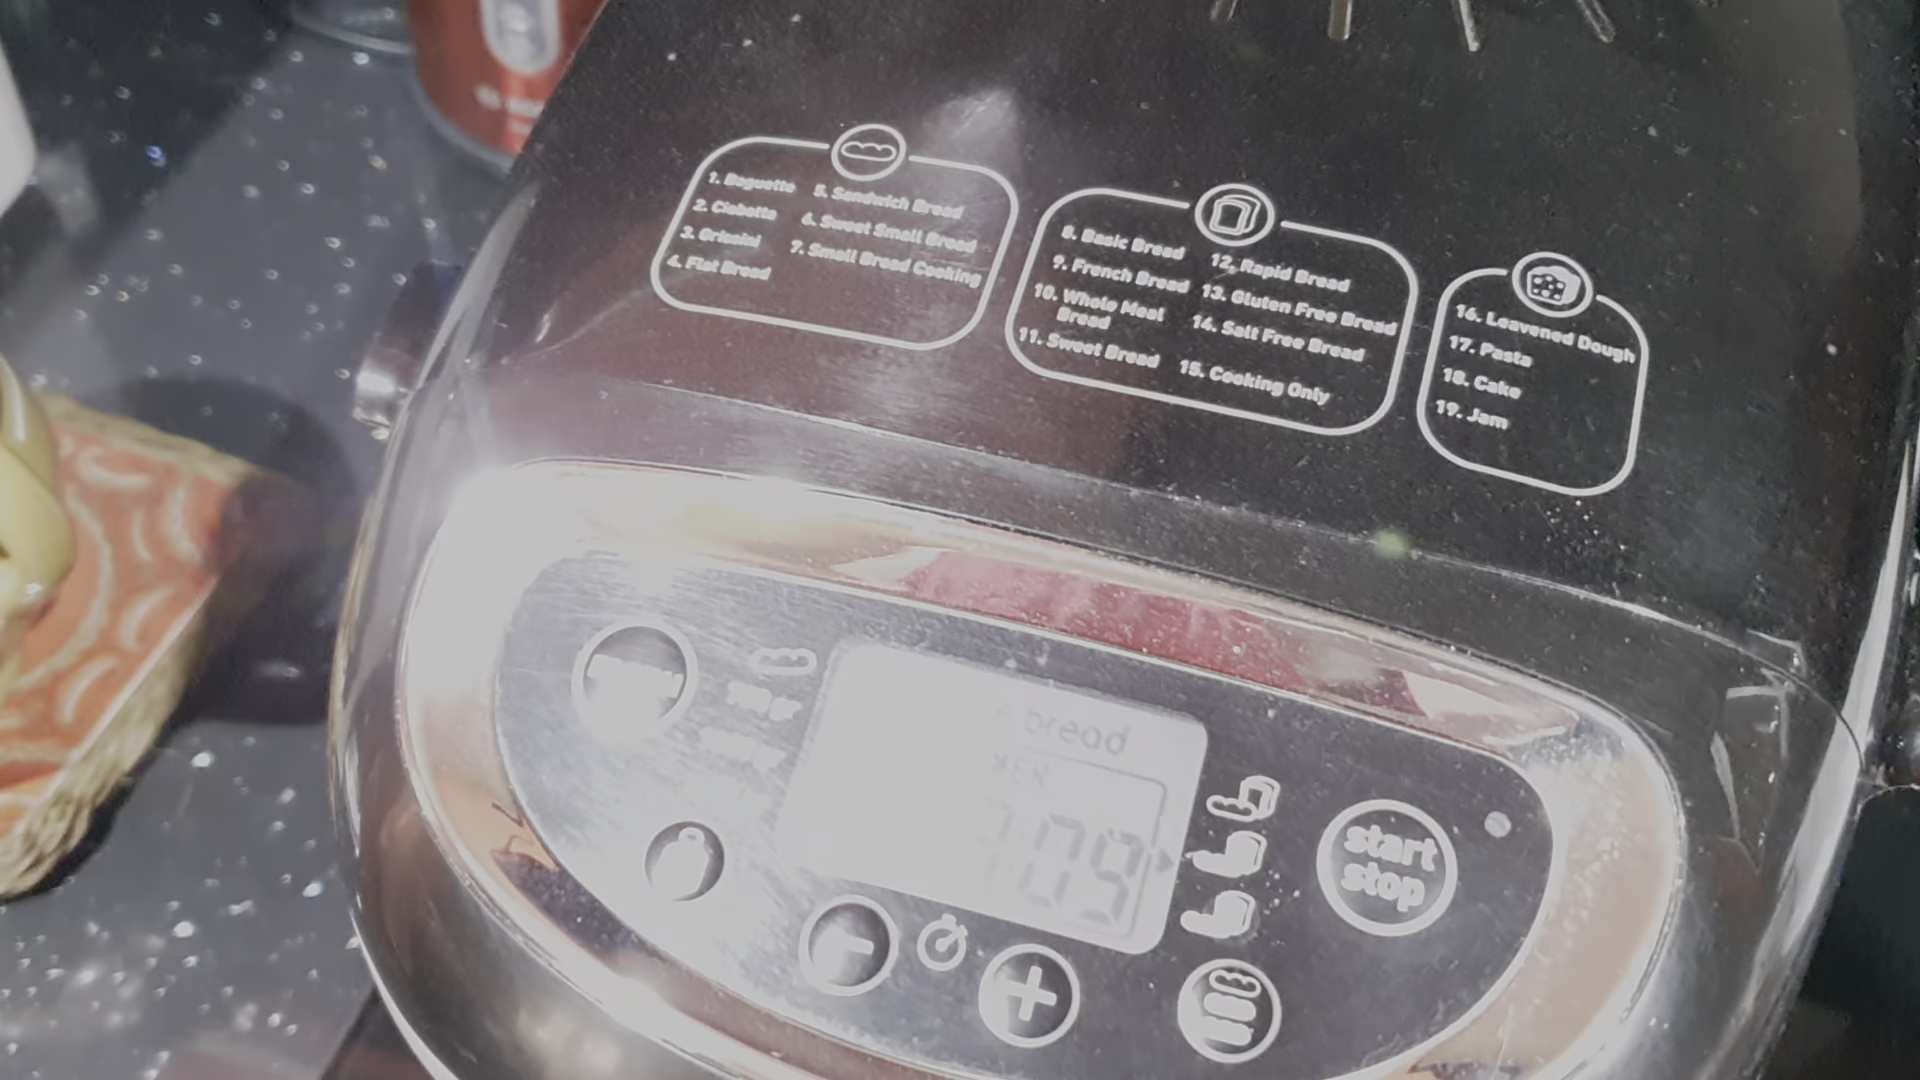 1. Baguette
2. Ciabatta
3. Grissini
4. Flat Bread
5. Sandwich Bread
6. Sweet Small Bread
7. Small Bread Cooking
8. Basic Bread
9. French Bread
10. Whole Meal
Bread
11. Sweet Bread
12. Rapid Bread
13. Gluten Free Bread
14. Salt Free Bread
15. Cooking Only
16. Leavened Dough
17. Pasta
18. Cake
19. Jam
bread
:09
start
stop